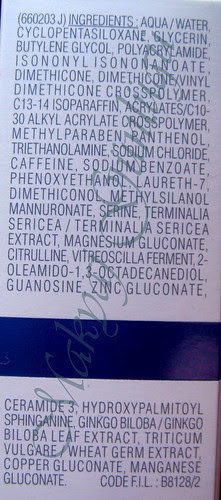 (660203 J) INGREDIENTS : AQUA / WATER,
CYCLOPENTASILOXANE, GLYCERIN,
BUTYLENE GLYCOL, POLYACRYLAMIDE,
ISONONYL ISONONANOATE,
DIMETHICONE, DIMETHICONE/VINYL
DIMETHICONE CROSSPOLYMER,
C13-14 ISOPARAFFIN, ACRYLATES/C10-
30 ALKYL ACRYLATE CROSSPOLYMER,
METHYLPARABEN, PANTHENOL,
TRIETHANOLAMINE, SODIUM CHLORIDE,
CAFFEINE, SODIUM BENZOATE,
PHENOXYETHANOL, LAURETH-7,
DIMETHICONOL, METHYLSILANOL
MANNURONATE, SERINE, TERMINALIA
SERICEA / TERMINALIA SERICEA
EXTRACT, MAGNESIUM GLUCONATE,
CITRULLINE, VITREOSCILLA FERMENT, 2-
OLEAMIDO-1,3-OCTADECANEDIOL,
GUANOSINE, ZINC GLUCONATE,
CERAMIDE 3, HYDROXYPALMITOYL
SPHINGANINE, GINKGO BILOBA / GINKGO
BILOBA LEAF EXTRACT, TRITICUM
VULGARE / WHEAT GERM EXTRACT,
COPPER GLUCONATE, MANGANESE
GLUCONATE. CODE F.I.L. : B8128/2